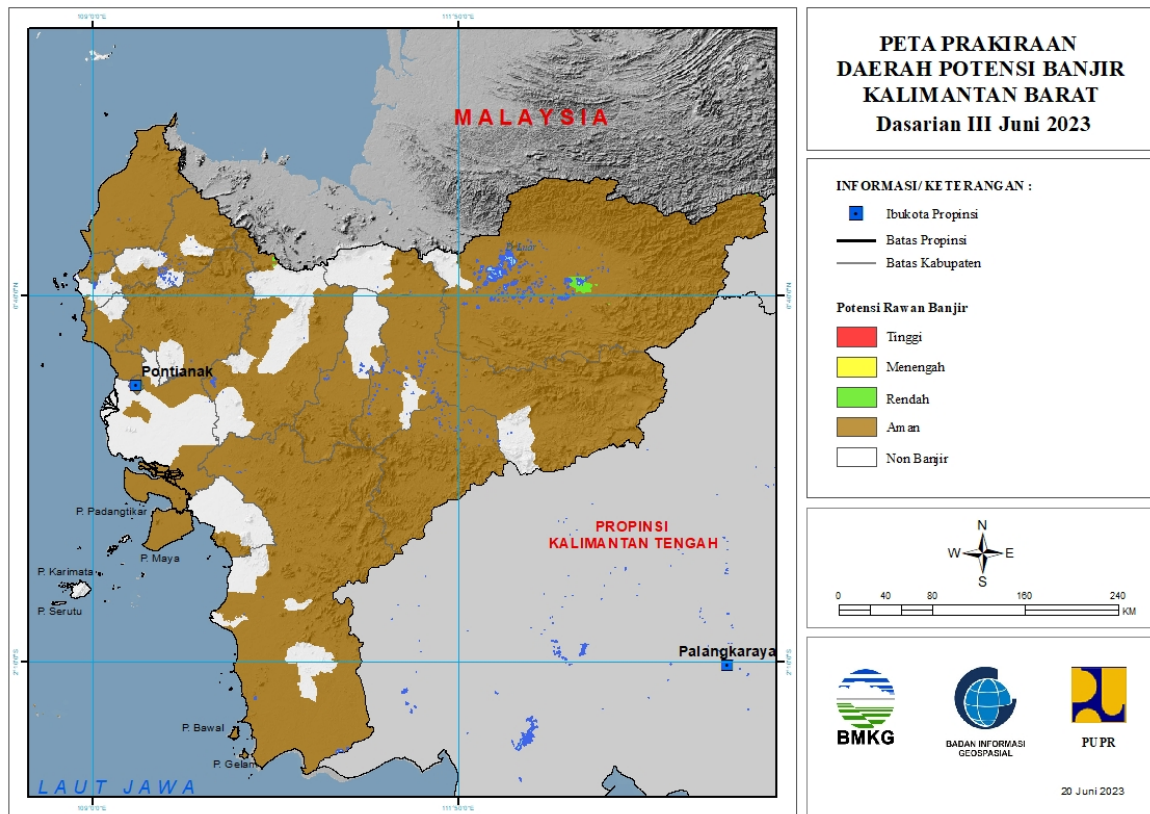 PETA PRAKIRAAN
DAERAH POTENSI BANJIR
KALIMANTAN BARAT
Dasarian III Juni 2023
INFORMASI/ KETERANGAN :
Ibukota Propinsi
Batas Propinsi
Batas Kabupaten
Potensi Rawan Banjir
Tinggi
Menengah
Rendah
Aman
Non Banjir
N
W E
S
0 40 80 160 240
KM
BMKG
BADAN INFORMASI
GEOSPASIAL
PUPR
20 Juni 2023
MALAYSIA
Pontianak
P. Padangtikar
P. Maya
P. Karimata
P. Serutu
PROPINSI
KALIMANTAN TENGAH
Palangkaraya
P. Bawal
P. Gelam
LAUT JAWA